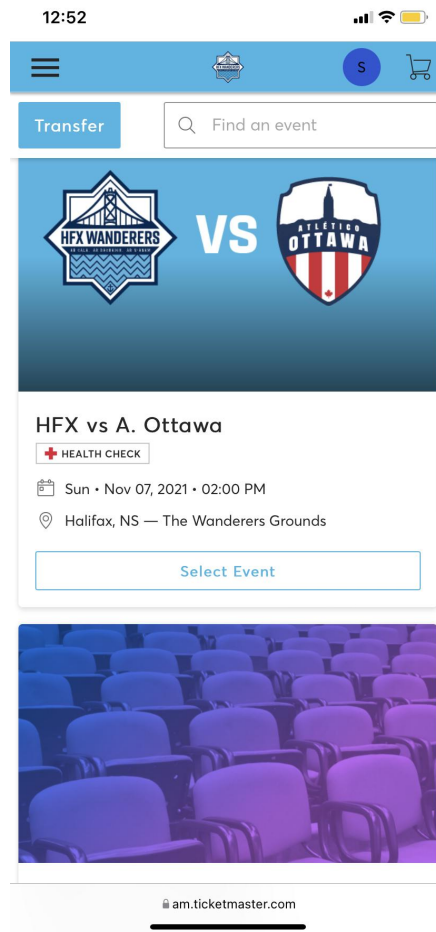 12:52
S
Transfer
Find an event
HFX WANDERERS
VS
ATLÉTICO
OTTAWA
HFX vs A. Ottawa
HEALTH CHECK
Sun • Nov 07, 2021 • 02:00 PM
Halifax, NS — The Wanderers Grounds
Select Event
am.ticketmaster.com